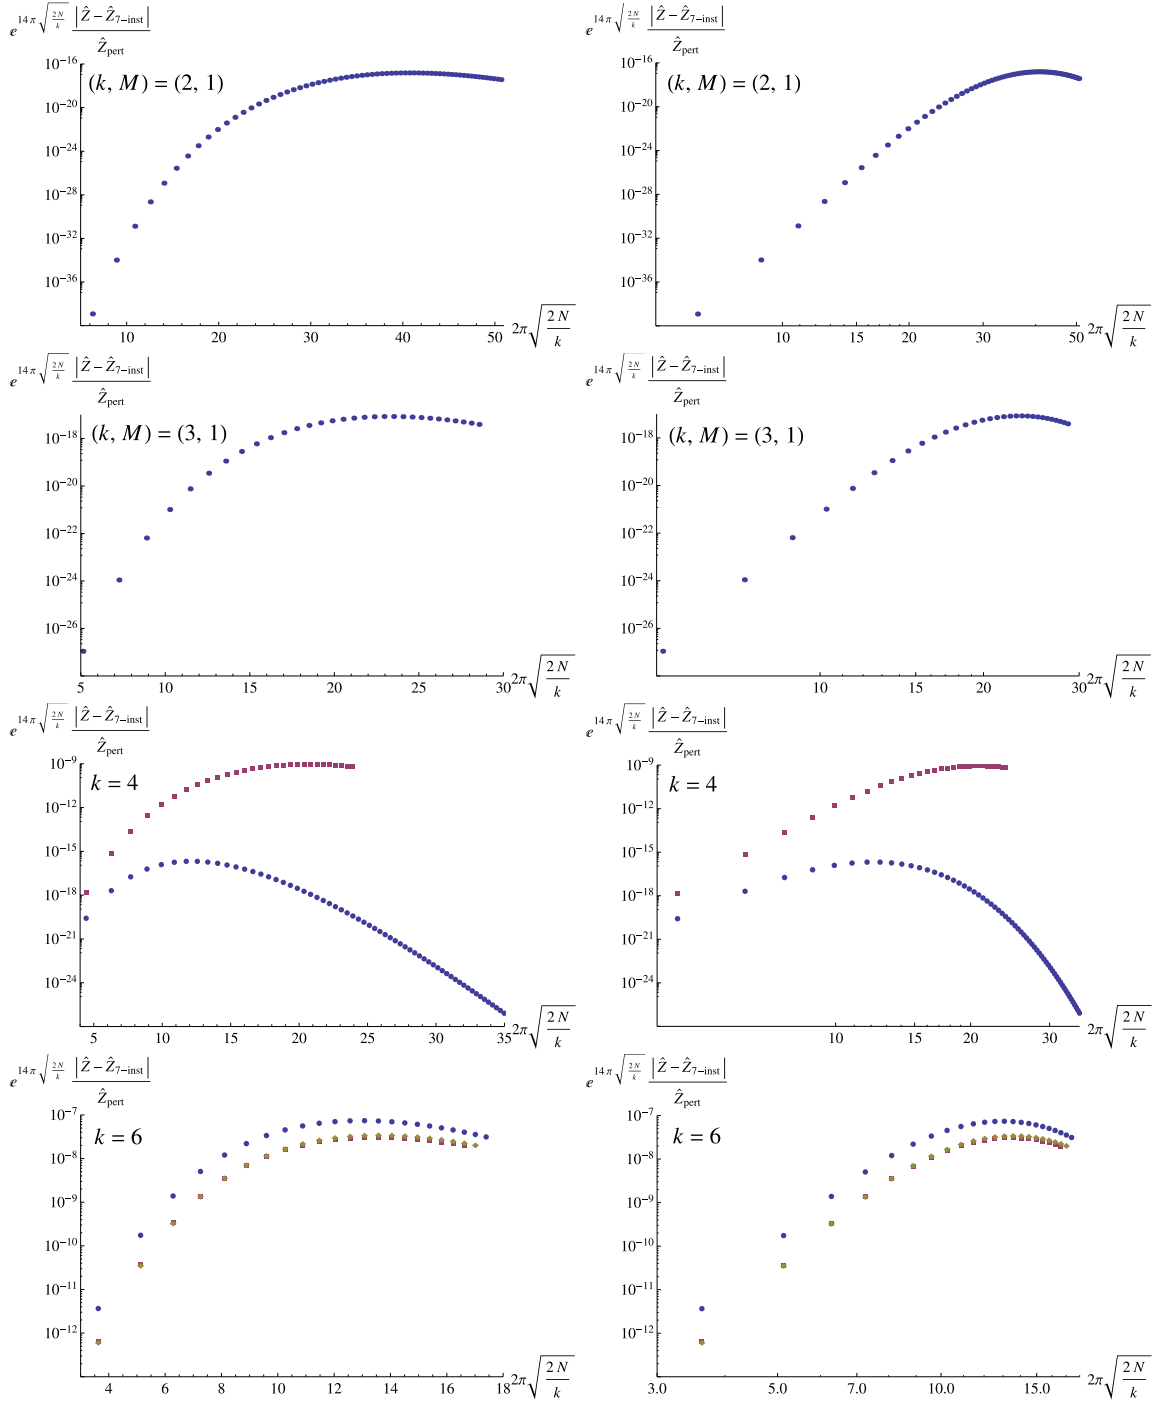 e^{14π√(2N/k)} |Ẑ − Ẑ_{7−inst}| / Ẑ_pert
(k, M) = (2, 1)
10^{−16}
10^{−20}
10^{−24}
10^{−28}
10^{−32}
10^{−36}
10 20 30 40 50
2π√(2N/k)
e^{14π√(2N/k)} |Ẑ − Ẑ_{7−inst}| / Ẑ_pert
(k, M) = (2, 1)
10^{−16}
10^{−20}
10^{−24}
10^{−28}
10^{−32}
10^{−36}
10 15 20 30 50
2π√(2N/k)
e^{14π√(2N/k)} |Ẑ − Ẑ_{7−inst}| / Ẑ_pert
(k, M) = (3, 1)
10^{−18}
10^{−20}
10^{−22}
10^{−24}
10^{−26}
5 10 15 20 25 30
2π√(2N/k)
e^{14π√(2N/k)} |Ẑ − Ẑ_{7−inst}| / Ẑ_pert
(k, M) = (3, 1)
10^{−18}
10^{−20}
10^{−22}
10^{−24}
10^{−26}
10 15 20 30
2π√(2N/k)
e^{14π√(2N/k)} |Ẑ − Ẑ_{7−inst}| / Ẑ_pert
k = 4
10^{−9}
10^{−12}
10^{−15}
10^{−18}
10^{−21}
10^{−24}
5 10 15 20 25 30 35
2π√(2N/k)
e^{14π√(2N/k)} |Ẑ − Ẑ_{7−inst}| / Ẑ_pert
k = 4
10^{−9}
10^{−12}
10^{−15}
10^{−18}
10^{−21}
10^{−24}
10 20 30
2π√(2N/k)
e^{14π√(2N/k)} |Ẑ − Ẑ_{7−inst}| / Ẑ_pert
k = 6
10^{−7}
10^{−8}
10^{−9}
10^{−10}
10^{−11}
10^{−12}
4 6 8 10 12 14 16 18
2π√(2N/k)
e^{14π√(2N/k)} |Ẑ − Ẑ_{7−inst}| / Ẑ_pert
k = 6
10^{−7}
10^{−8}
10^{−9}
10^{−10}
10^{−11}
10^{−12}
3.0 5.0 7.0 10.0 15.0
2π√(2N/k)